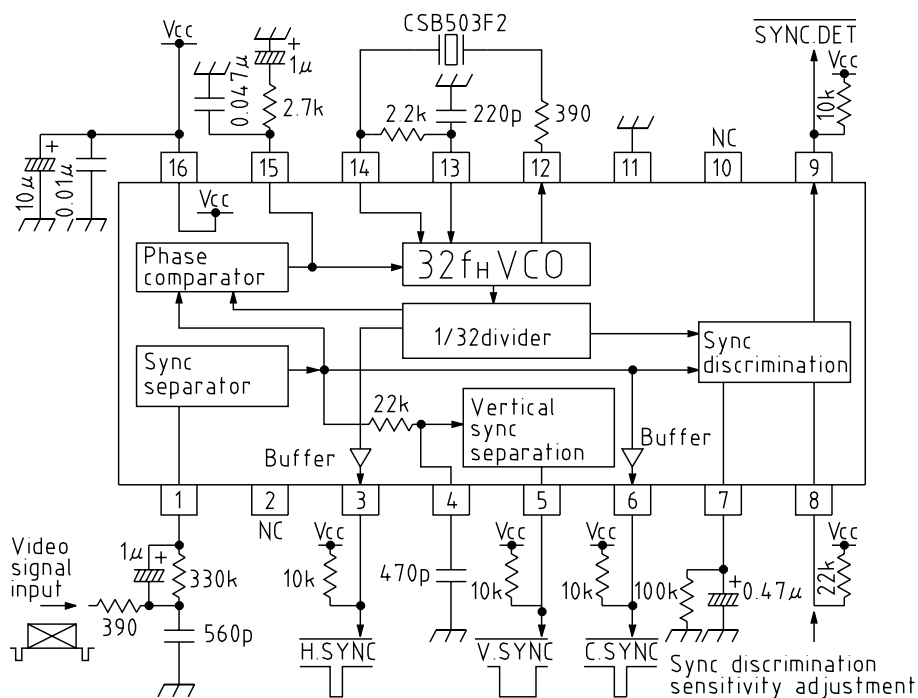 CSB503F2
SYNC.DET
Vcc
1μ
0.047μ
2.7k
Vcc
10k
2.2k
220p
390
NC
10μ
0.01μ
16
15
14
13
12
11
10
9
Vcc
Phase
comparator
32fH VCO
1/32divider
Sync
discrimination
Sync
separator
22k
Vertical
sync
separation
Buffer
Buffer
1
2
3
4
5
6
7
8
NC
Video
signal
input
1μ
330k
390
560p
Vcc
10k
H.SYNC
470p
Vcc
10k
V.SYNC
Vcc
10k
C.SYNC
100k
0.47μ
Vcc
22k
Sync discrimination
sensitivity adjustment